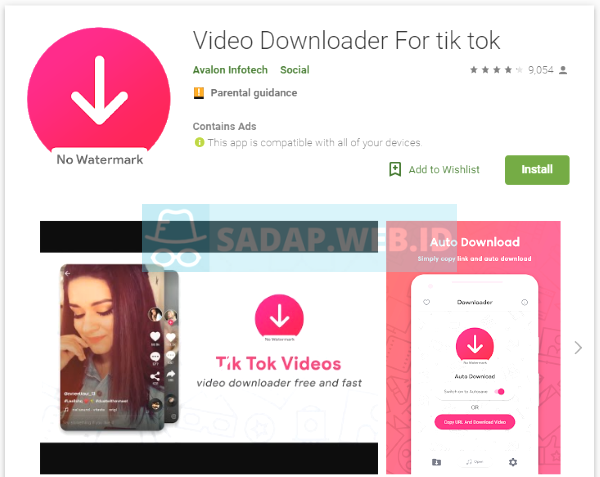 Video Downloader For tik tok
Avalon Infotech Social
9,054
Parental guidance
No Watermark
Contains Ads
This app is compatible with all of your devices.
Add to Wishlist
Install
SADAP.WEB.ID
No Watermark
Tik Tok Videos
video downloader free and fast
Auto Download
Simply copy link and auto download
Downloader
No Watermark
Auto Download
OR
Copy URL And Download Video
Open